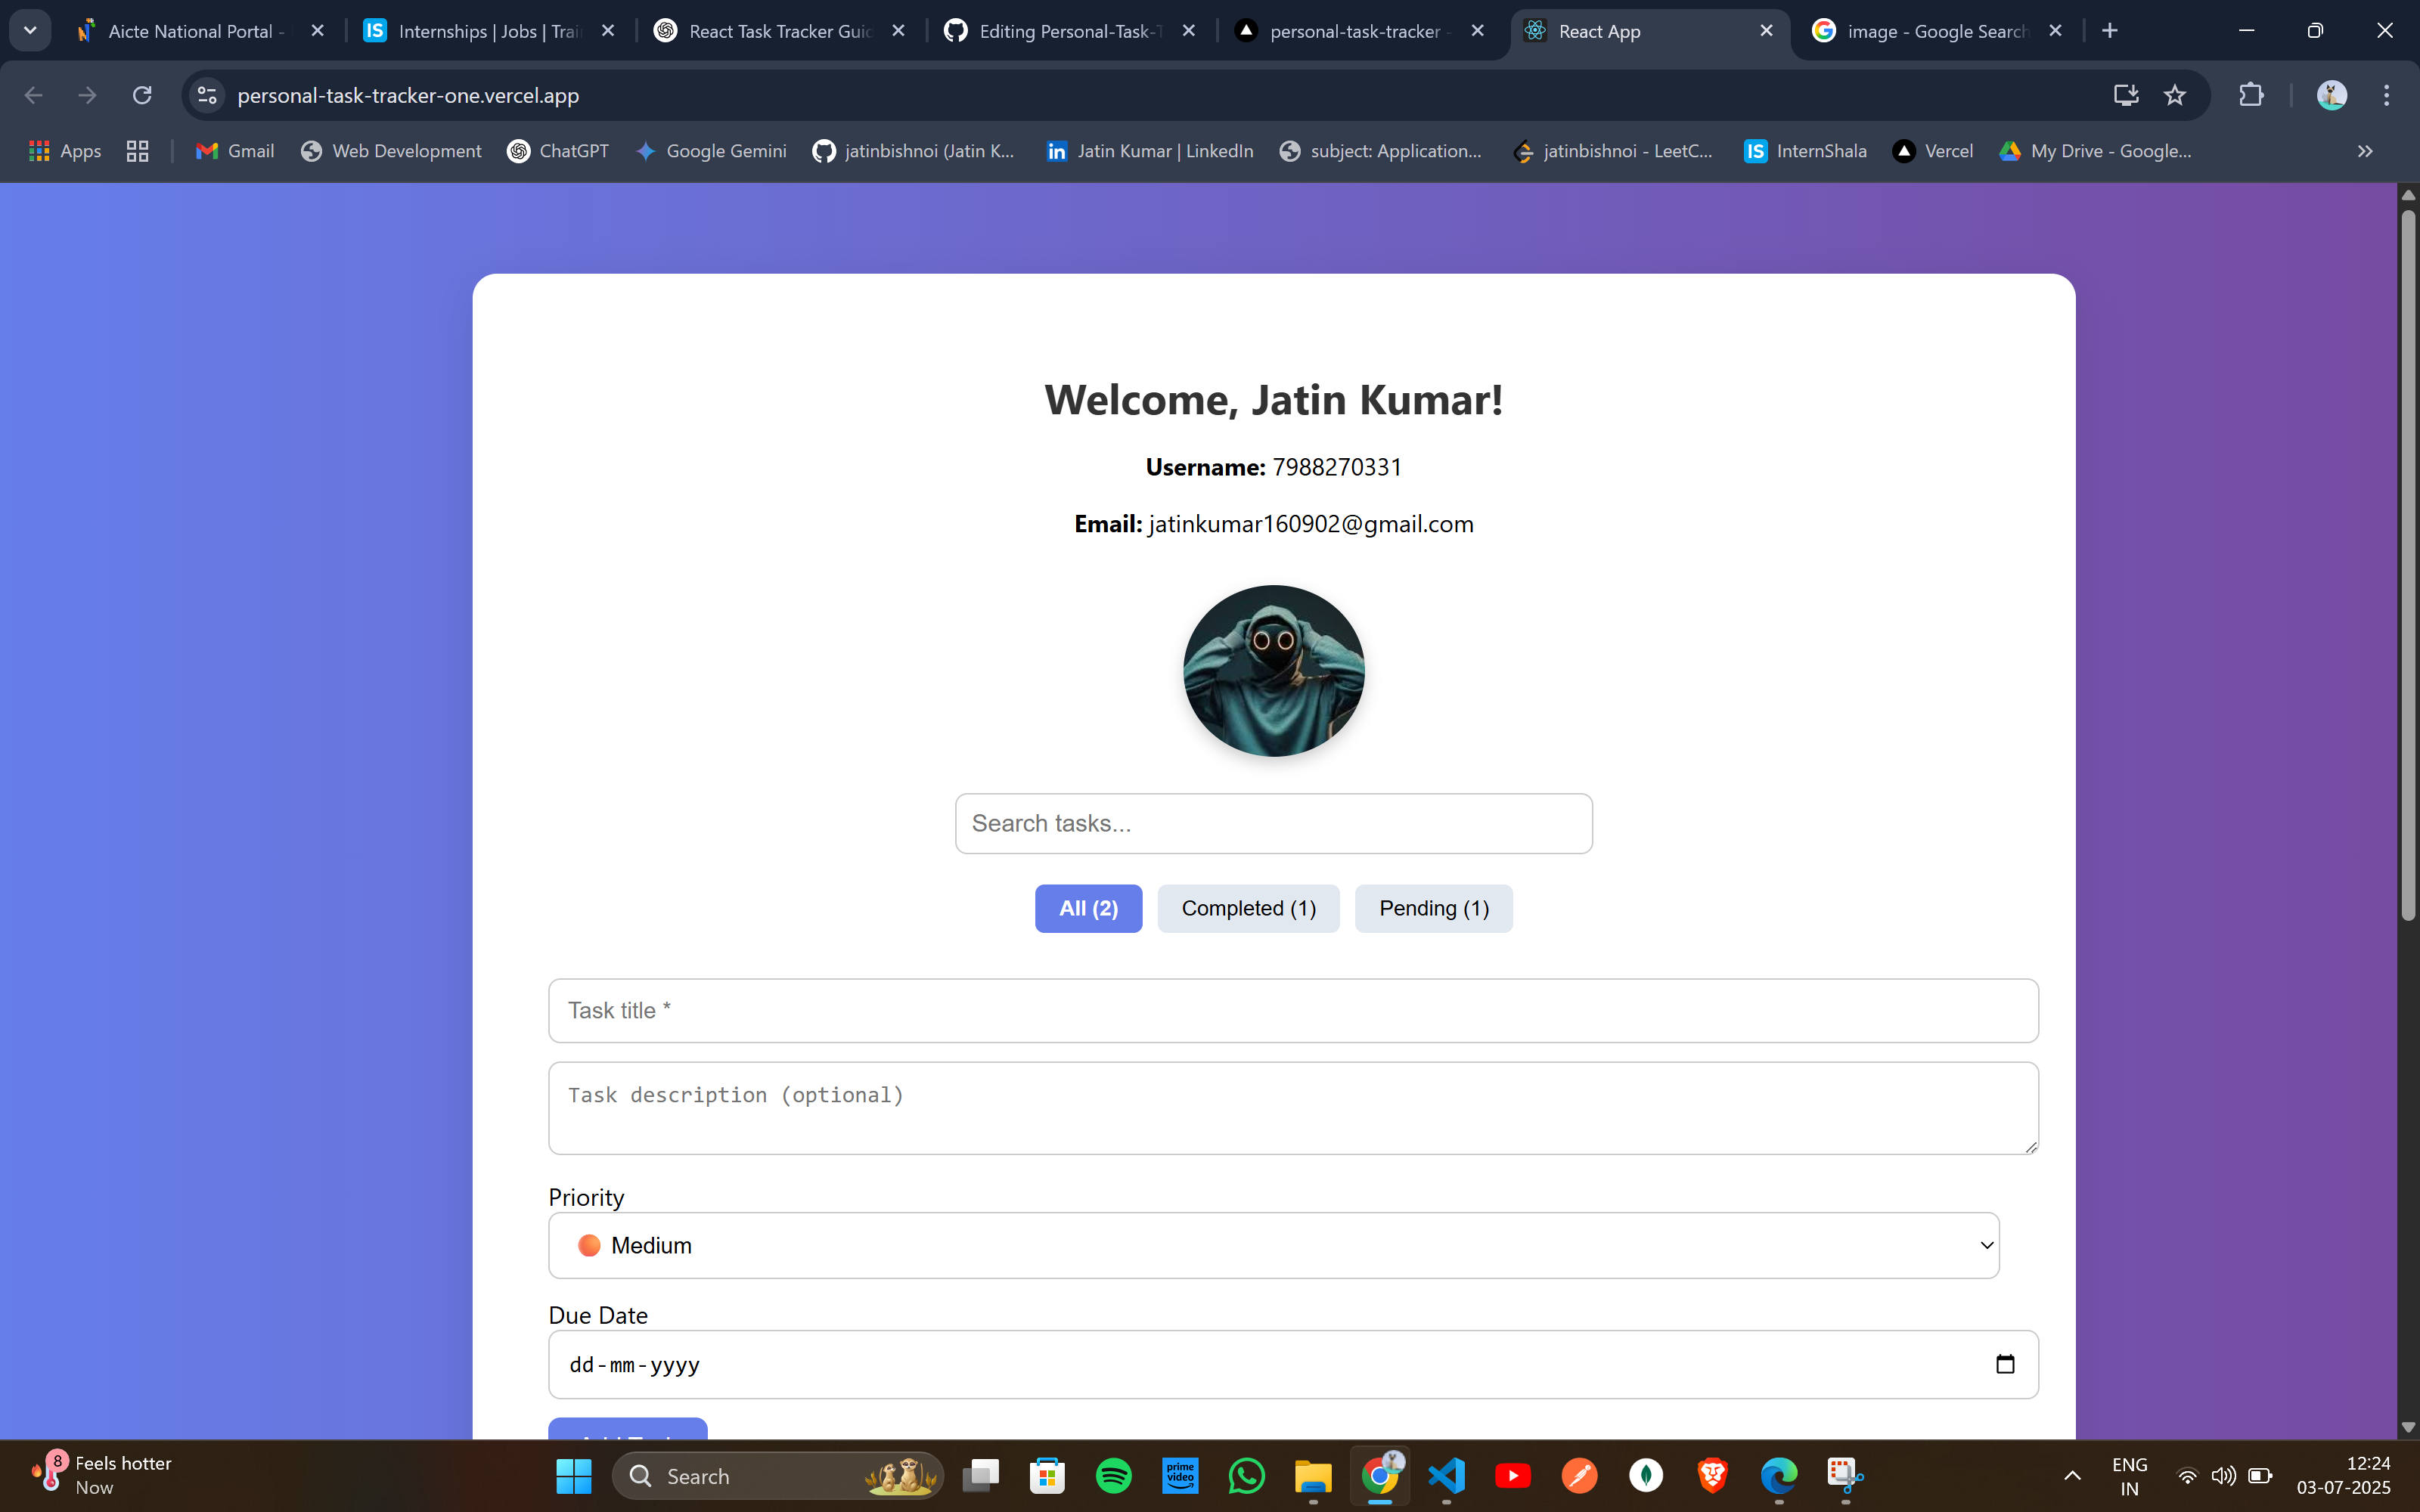 Aicte National Portal -
Internships | Jobs | Trai
React Task Tracker Guid
Editing Personal-Task-T
personal-task-tracker -
React App
image - Google Search
personal-task-tracker-one.vercel.app
Apps
Gmail
Web Development
ChatGPT
Google Gemini
jatinbishnoi (Jatin K...
Jatin Kumar | LinkedIn
subject: Application...
jatinbishnoi - LeetC...
IS InternShala
Vercel
My Drive - Google...
Welcome, Jatin Kumar!
Username: 7988270331
Email: jatinkumar160902@gmail.com
Search tasks...
All (2)
Completed (1)
Pending (1)
Task title *
Task description (optional)
Priority
Medium
Due Date
dd-mm-yyyy
8
Feels hotter
Now
Search
prime video
ENG
IN
12:24
03-07-2025